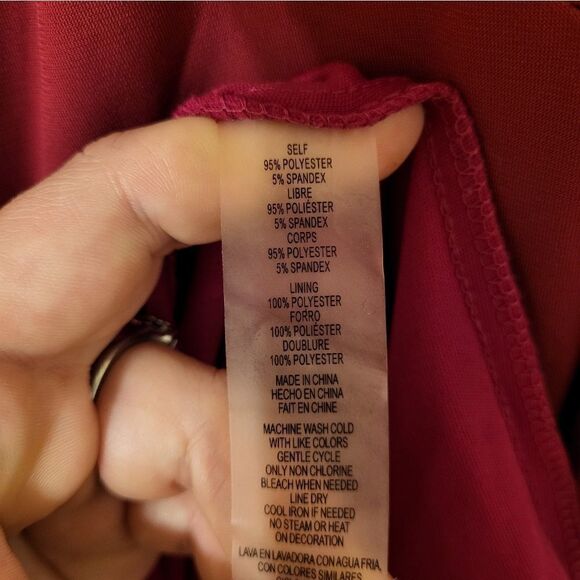 SELF
95% POLYESTER
5% SPANDEX
LIBRE
95% POLIÉSTER
5% SPANDEX
CORPS
95% POLYESTER
5% SPANDEX
LINING
100% POLYESTER
FORRO
100% POLIÉSTER
DOUBLURE
100% POLYESTER
MADE IN CHINA
HECHO EN CHINA
FAIT EN CHINE
MACHINE WASH COLD
WITH LIKE COLORS
GENTLE CYCLE
ONLY NON CHLORINE
BLEACH WHEN NEEDED
LINE DRY
COOL IRON IF NEEDED
NO STEAM OR HEAT
ON DECORATION
LAVA EN LAVADORA CON AGUA FRIA,
CON COLORES SIMILARES